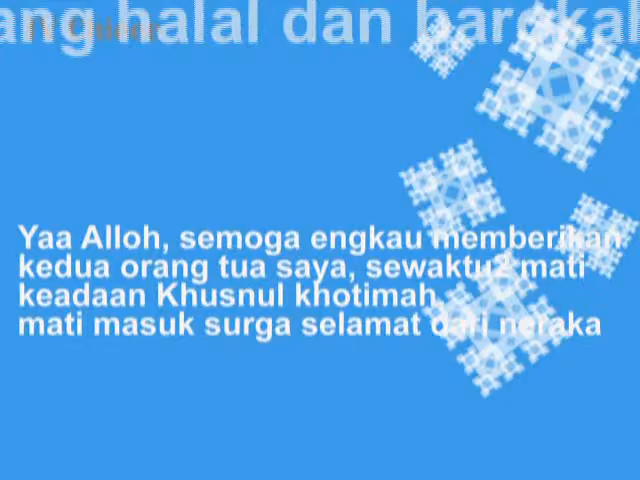 ang halal dan barokah
Yaa Alloh, semoga engkau memberikan
kedua orang tua saya, sewaktu2 mati
keadaan Khusnul khotimah,
mati masuk surga selamat dari neraka